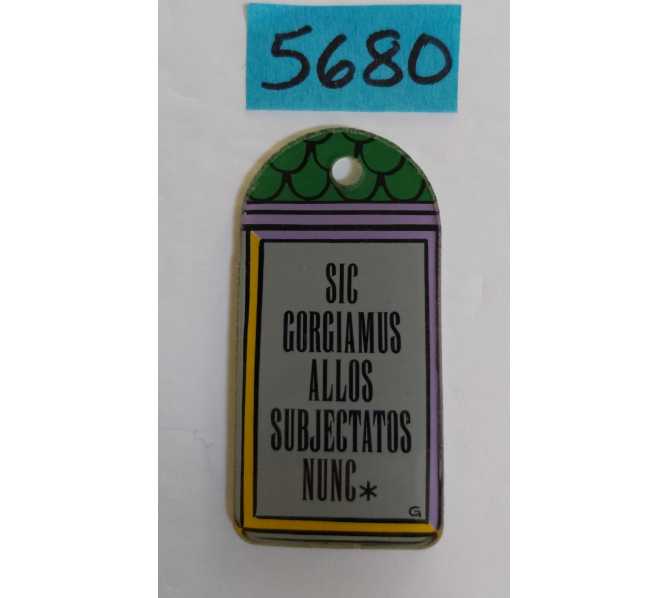 5680
SIC
GORGIAMUS
ALLOS
SUBJECTATOS
NUNC*
G